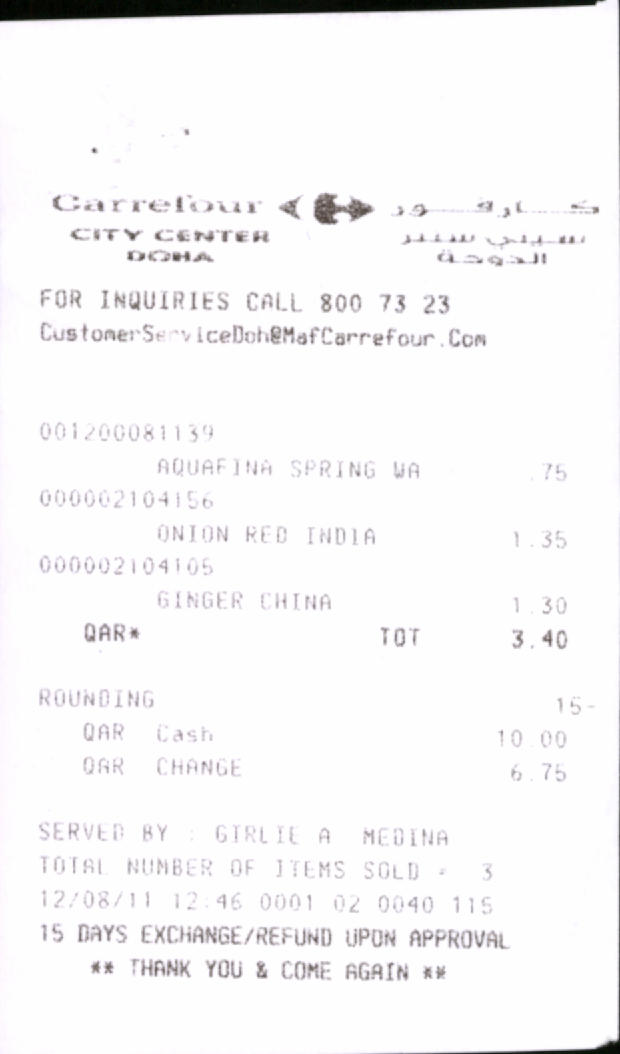 Carrefour كارفور
CITY CENTER سيتي سنتر
DOHA الدوحة
FOR INQUIRIES CALL 800 73 23
CustomerServiceDoh@MafCarrefour.Com
001200081139
AQUAFINA SPRING WA .75
000002104156
ONION RED INDIA 1.35
000002104105
GINGER CHINA 1.30
QAR* TOT 3.40
ROUNDING 15-
QAR Cash 10.00
QAR CHANGE 6.75
SERVED BY : GIRLIE A MEDINA
TOTAL NUMBER OF ITEMS SOLD = 3
12/08/11 12:46 0001 02 0040 115
15 DAYS EXCHANGE/REFUND UPON APPROVAL
** THANK YOU & COME AGAIN **